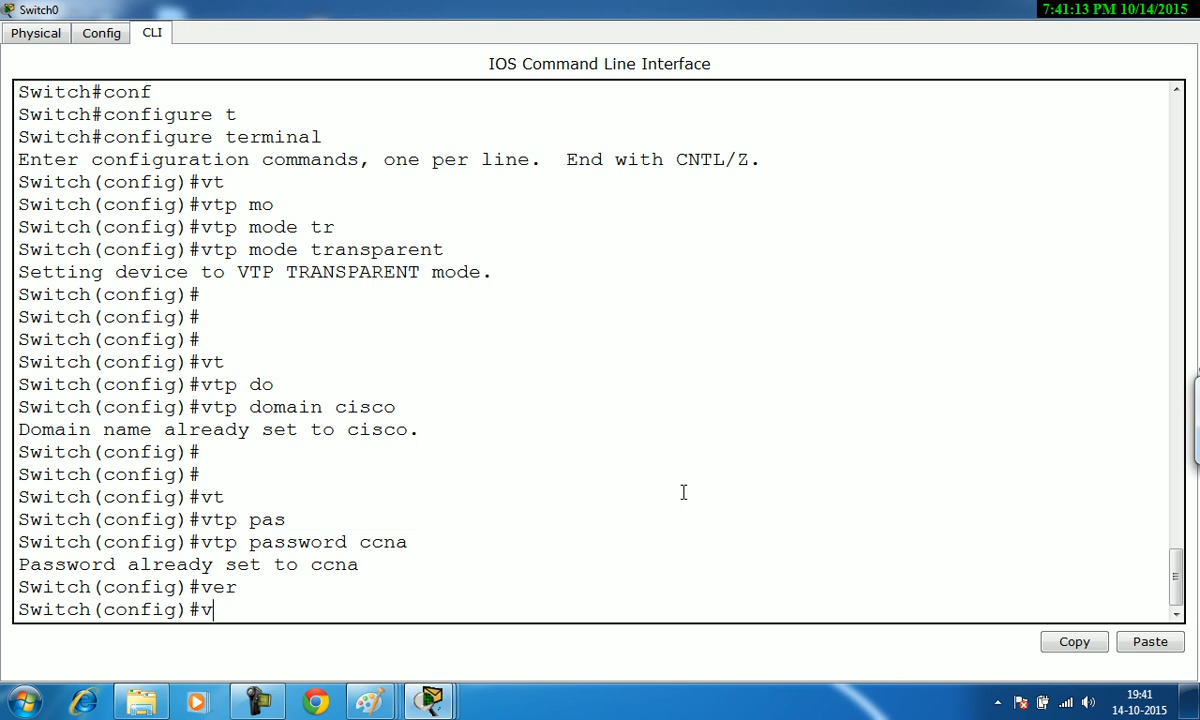 Switch0
7:41:13 PM 10/14/2015
Physical Config CLI
IOS Command Line Interface
Switch#conf
Switch#configure t
Switch#configure terminal
Enter configuration commands, one per line.  End with CNTL/Z.
Switch(config)#vt
Switch(config)#vtp mo
Switch(config)#vtp mode tr
Switch(config)#vtp mode transparent
Setting device to VTP TRANSPARENT mode.
Switch(config)#
Switch(config)#
Switch(config)#
Switch(config)#vt
Switch(config)#vtp do
Switch(config)#vtp domain cisco
Domain name already set to cisco.
Switch(config)#
Switch(config)#
Switch(config)#vt
Switch(config)#vtp pas
Switch(config)#vtp password ccna
Password already set to ccna
Switch(config)#ver
Switch(config)#v
Copy Paste
19:41
14-10-2015